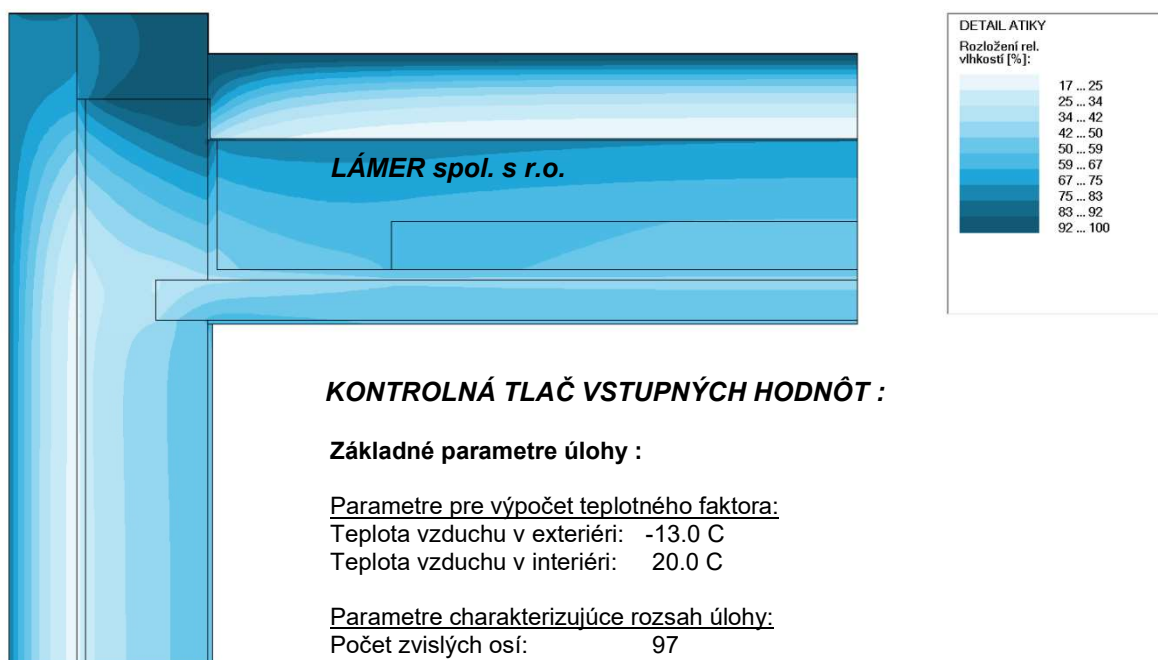 DETAIL ATIKY
Rozložení rel.
vlhkostí [%]:
17 ... 25
25 ... 34
34 ... 42
42 ... 50
50 ... 59
59 ... 67
67 ... 75
75 ... 83
83 ... 92
92 ... 100
LÁMER spol. s r.o.
KONTROLNÁ TLAČ VSTUPNÝCH HODNÔT :
Základné parametre úlohy :
Parametre pre výpočet teplotného faktora:
Teplota vzduchu v exteriéri: -13.0 C
Teplota vzduchu v interiéri: 20.0 C
Parametre charakterizujúce rozsah úlohy:
Počet zvislých osí: 97